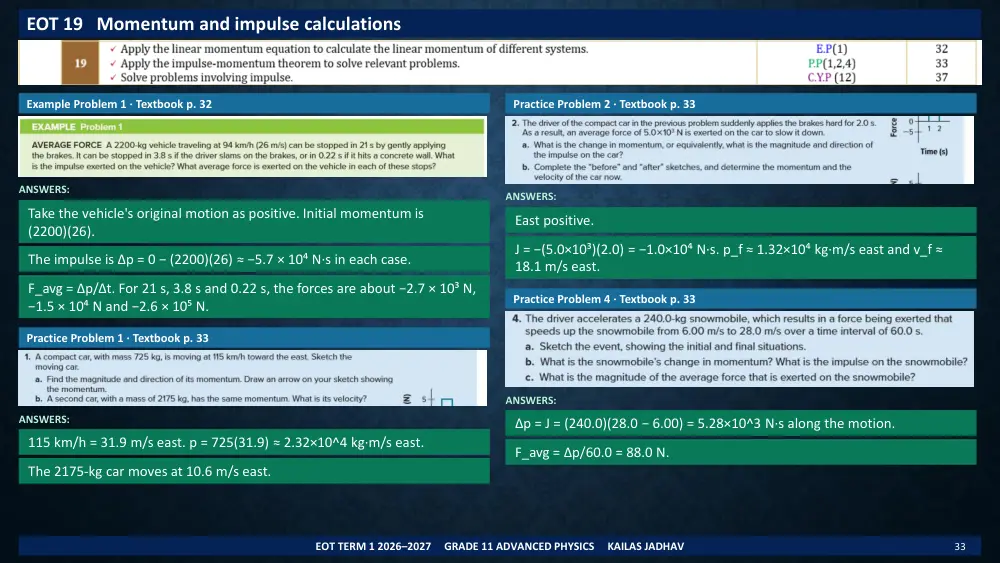 EOT 19 Momentum and impulse calculations
19
✓ Apply the linear momentum equation to calculate the linear momentum of different systems.
✓ Apply the impulse-momentum theorem to solve relevant problems.
✓ Solve problems involving impulse.
E.P(1)
P.P(1,2,4)
C.Y.P (12)
32
33
37
Example Problem 1 · Textbook p. 32
EXAMPLE Problem 1
AVERAGE FORCE A 2200-kg vehicle traveling at 94 km/h (26 m/s) can be stopped in 21 s by gently applying
the brakes. It can be stopped in 3.8 s if the driver slams on the brakes, or in 0.22 s if it hits a concrete wall. What
is the impulse exerted on the vehicle? What average force is exerted on the vehicle in each of these stops?
ANSWERS:
Take the vehicle's original motion as positive. Initial momentum is
(2200)(26).
The impulse is Δp = 0 − (2200)(26) ≈ −5.7 × 10⁴ N·s in each case.
F_avg = Δp/Δt. For 21 s, 3.8 s and 0.22 s, the forces are about −2.7 × 10³ N,
−1.5 × 10⁴ N and −2.6 × 10⁵ N.
Practice Problem 1 · Textbook p. 33
1. A compact car, with mass 725 kg, is moving at 115 km/h toward the east. Sketch the
moving car.
a. Find the magnitude and direction of its momentum. Draw an arrow on your sketch showing
the momentum.
b. A second car, with a mass of 2175 kg, has the same momentum. What is its velocity?
5
ANSWERS:
115 km/h = 31.9 m/s east. p = 725(31.9) ≈ 2.32×10^4 kg·m/s east.
The 2175-kg car moves at 10.6 m/s east.
Practice Problem 2 · Textbook p. 33
2. The driver of the compact car in the previous problem suddenly applies the brakes hard for 2.0 s.
As a result, an average force of 5.0×10³ N is exerted on the car to slow it down.
a. What is the change in momentum, or equivalently, what is the magnitude and direction of
the impulse on the car?
b. Complete the "before" and "after" sketches, and determine the momentum and the
velocity of the car now.
Force
0
−5
1 2
Time (s)
5
ANSWERS:
East positive.
J = −(5.0×10³)(2.0) = −1.0×10⁴ N·s. p_f ≈ 1.32×10⁴ kg·m/s east and v_f ≈
18.1 m/s east.
Practice Problem 4 · Textbook p. 33
4. The driver accelerates a 240.0-kg snowmobile, which results in a force being exerted that
speeds up the snowmobile from 6.00 m/s to 28.0 m/s over a time interval of 60.0 s.
a. Sketch the event, showing the initial and final situations.
b. What is the snowmobile's change in momentum? What is the impulse on the snowmobile?
c. What is the magnitude of the average force that is exerted on the snowmobile?
ANSWERS:
Δp = J = (240.0)(28.0 − 6.00) = 5.28×10^3 N·s along the motion.
F_avg = Δp/60.0 = 88.0 N.
EOT TERM 1 2026–2027 GRADE 11 ADVANCED PHYSICS KAILAS JADHAV
33